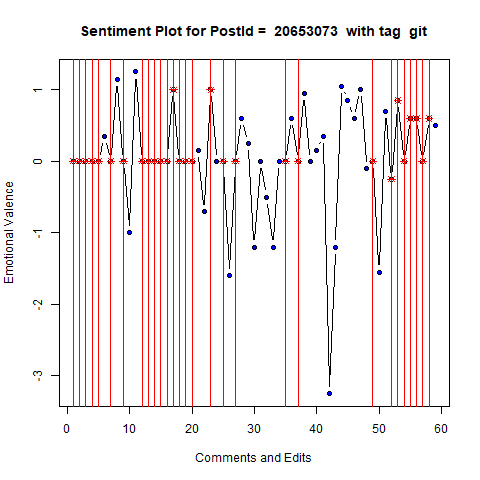 Sentiment Plot for PostId =  20653073  with tag  git
Emotional Valence
1
0
-1
-2
-3
0 10 20 30 40 50 60
Comments and Edits